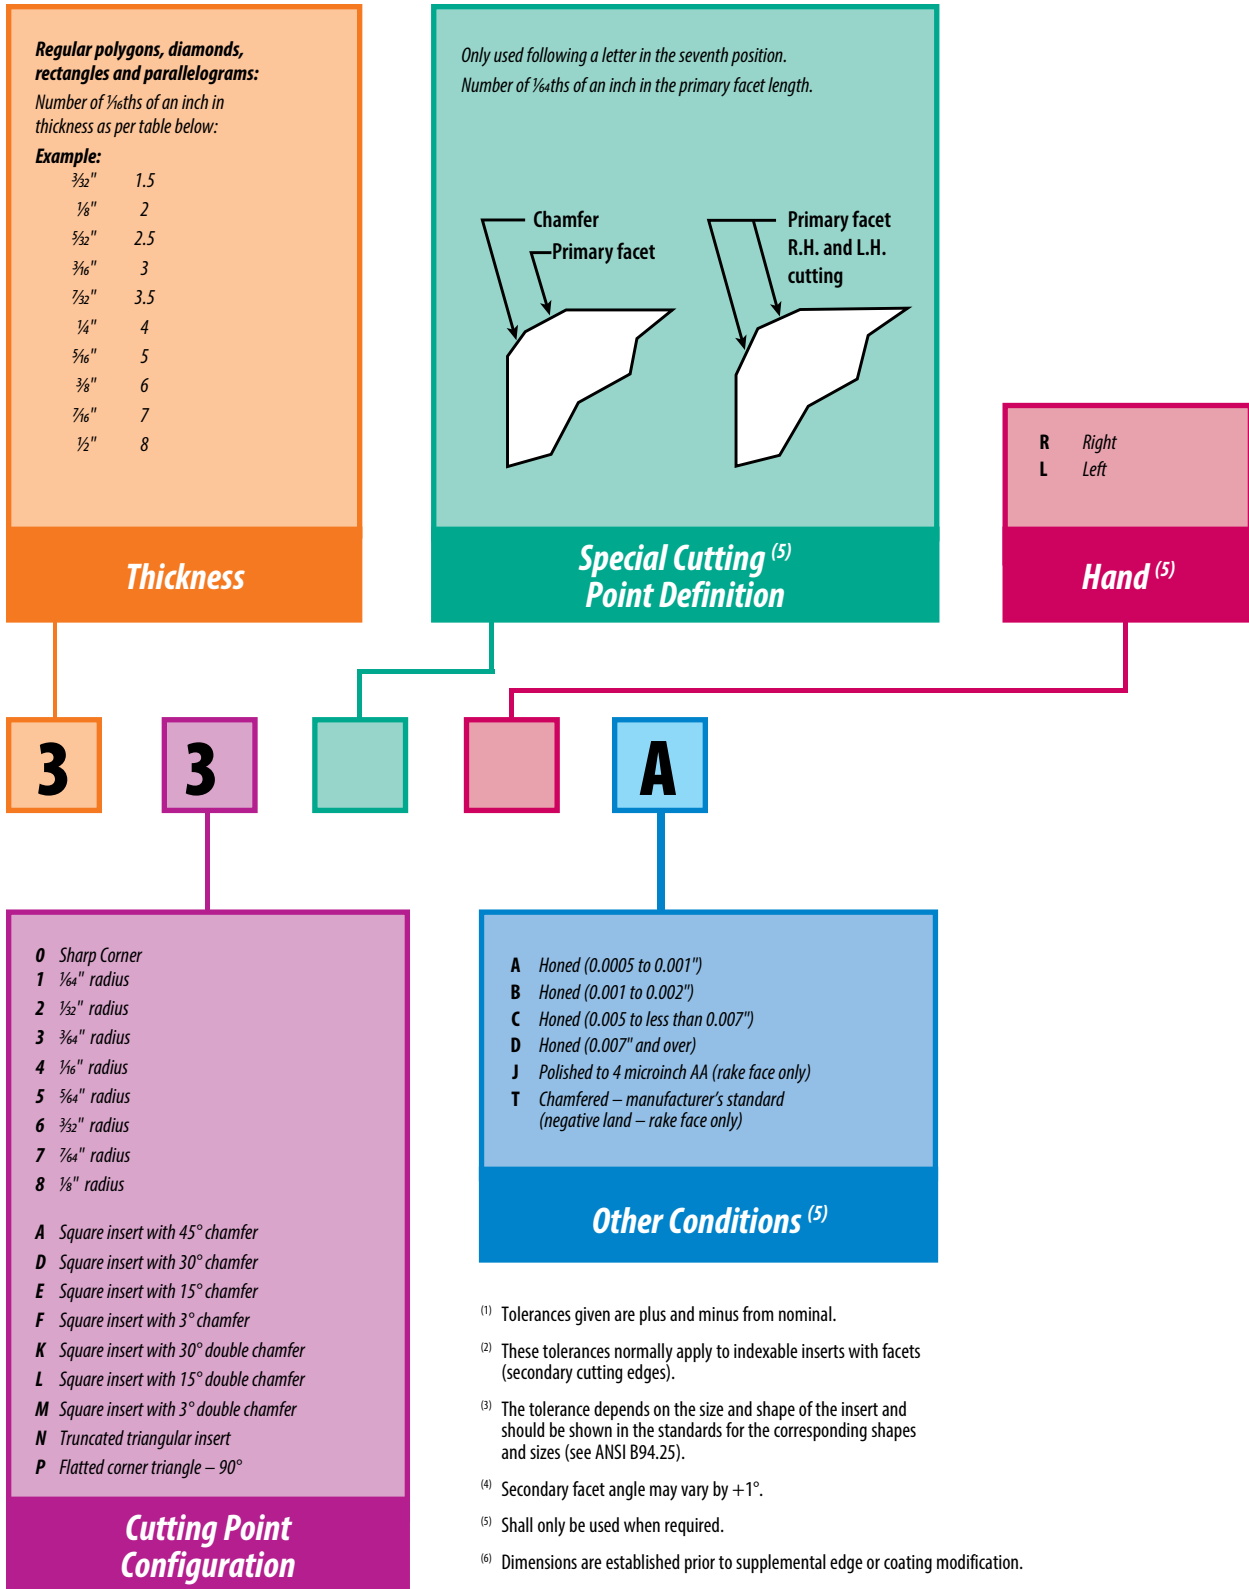 Regular polygons, diamonds,
rectangles and parallelograms:
Number of 1⁄16ths of an inch in
thickness as per table below:
Example:
3⁄32" 1.5
1⁄8" 2
5⁄32" 2.5
3⁄16" 3
7⁄32" 3.5
1⁄4" 4
5⁄16" 5
3⁄8" 6
7⁄16" 7
1⁄2" 8
Thickness
Only used following a letter in the seventh position.
Number of 1⁄64ths of an inch in the primary facet length.
Chamfer
Primary facet
Primary facet
R.H. and L.H.
cutting
Special Cutting (5)
Point Definition
R Right
L Left
Hand (5)
3 3 A
0 Sharp Corner
1 1⁄64" radius
2 1⁄32" radius
3 3⁄64" radius
4 1⁄16" radius
5 5⁄64" radius
6 3⁄32" radius
7 7⁄64" radius
8 1⁄8" radius
A Square insert with 45° chamfer
D Square insert with 30° chamfer
E Square insert with 15° chamfer
F Square insert with 3° chamfer
K Square insert with 30° double chamfer
L Square insert with 15° double chamfer
M Square insert with 3° double chamfer
N Truncated triangular insert
P Flatted corner triangle – 90°
Cutting Point
Configuration
A Honed (0.0005 to 0.001")
B Honed (0.001 to 0.002")
C Honed (0.005 to less than 0.007")
D Honed (0.007" and over)
J Polished to 4 microinch AA (rake face only)
T Chamfered – manufacturer's standard
(negative land – rake face only)
Other Conditions (5)
(1) Tolerances given are plus and minus from nominal.
(2) These tolerances normally apply to indexable inserts with facets
(secondary cutting edges).
(3) The tolerance depends on the size and shape of the insert and
should be shown in the standards for the corresponding shapes
and sizes (see ANSI B94.25).
(4) Secondary facet angle may vary by +1°.
(5) Shall only be used when required.
(6) Dimensions are established prior to supplemental edge or coating modification.